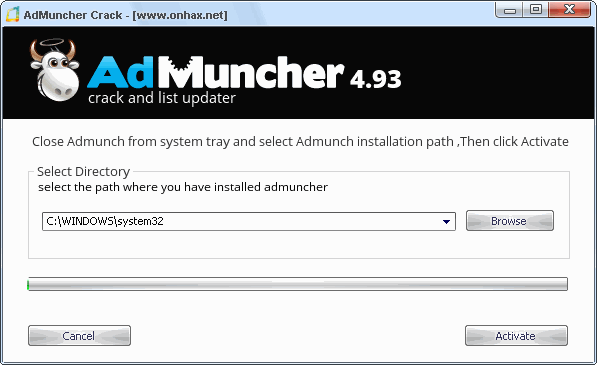 AdMuncher Crack - [www.onhax.net]
AdMuncher 4.93
crack and list updater
Close Admunch from system tray and select Admunch installation path ,Then click Activate
Select Directory
select the path where you have installed admuncher
C:\WINDOWS\system32
Browse
Cancel
Activate